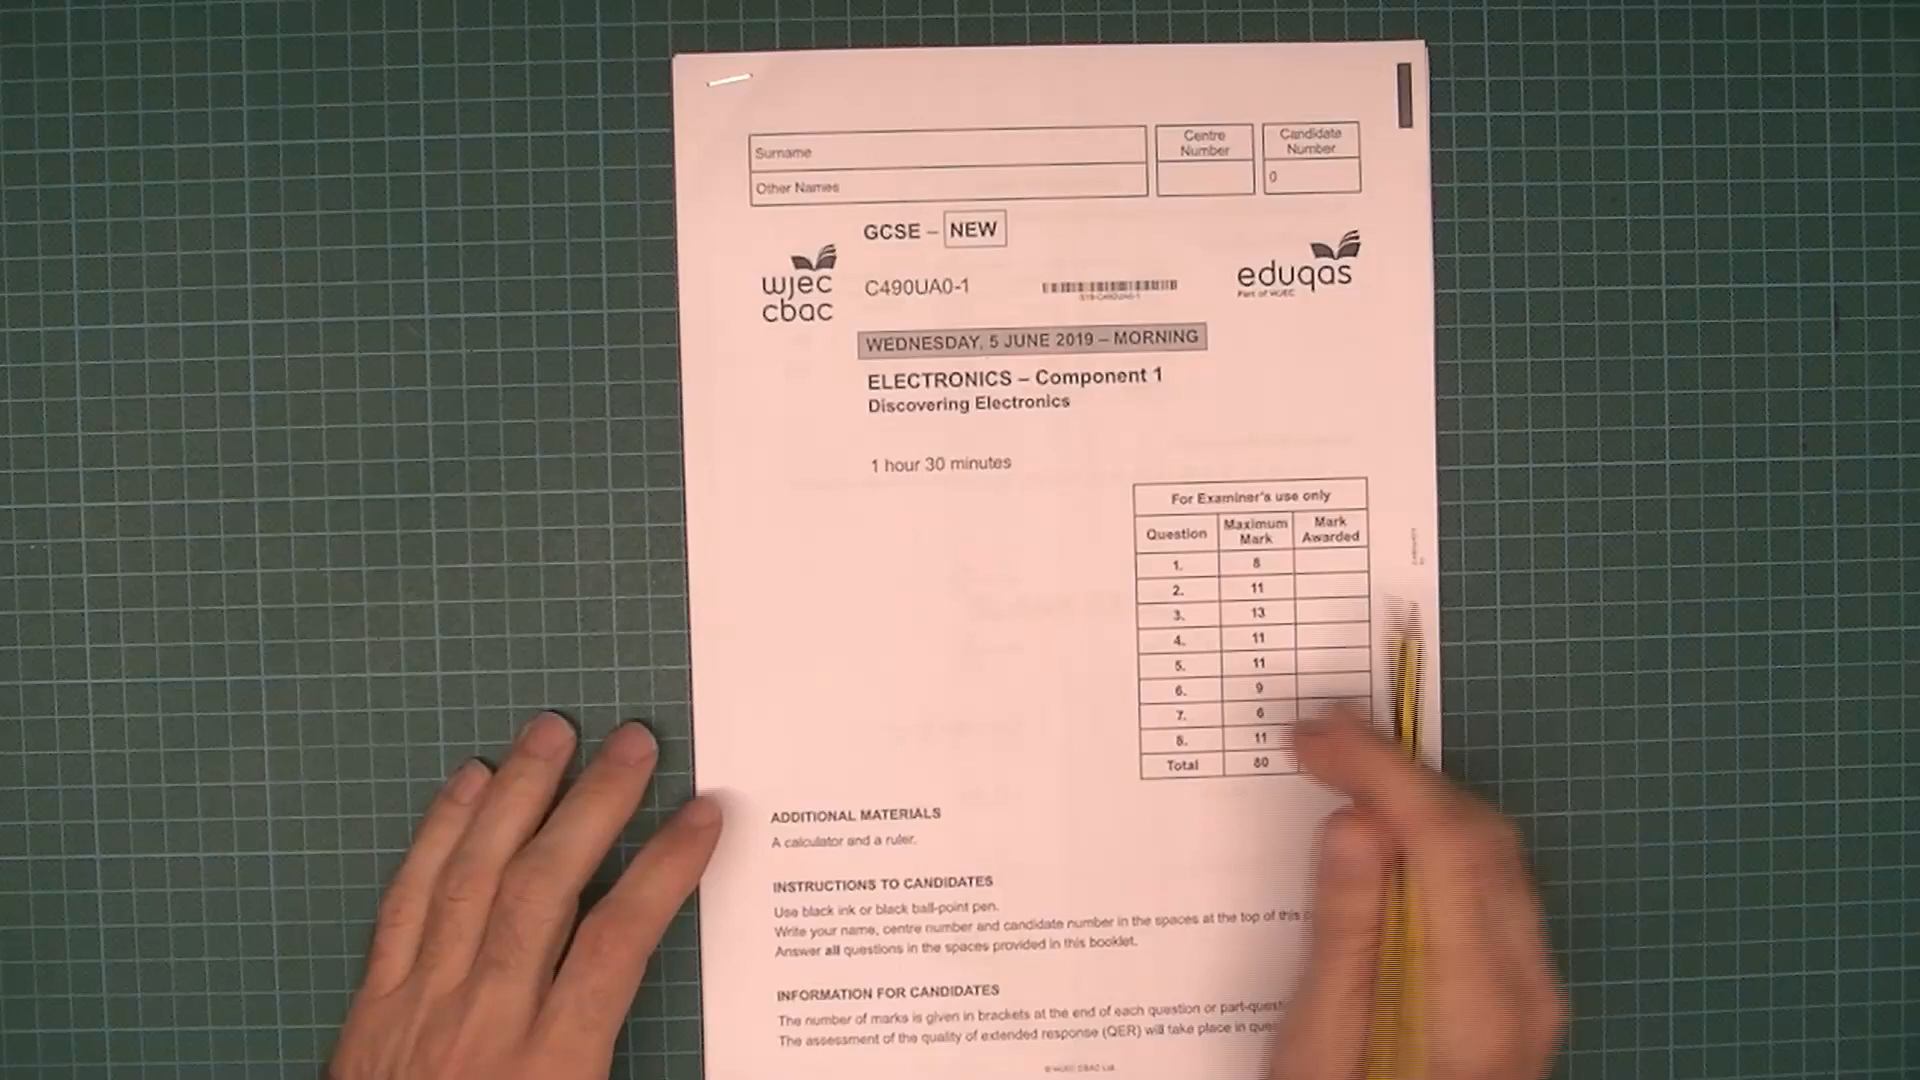 Surname
Other Names
Centre Number
Candidate Number
0
GCSE – NEW
wjec cbac
C490UA0-1
eduqas
Part of WJEC
WEDNESDAY, 5 JUNE 2019 – MORNING
ELECTRONICS – Component 1
Discovering Electronics
1 hour 30 minutes
For Examiner's use only
Question Maximum Mark Mark Awarded
1. 8
2. 11
3. 13
4. 11
5. 11
6. 9
7. 6
8. 11
Total 80
ADDITIONAL MATERIALS
A calculator and a ruler.
INSTRUCTIONS TO CANDIDATES
Use black ink or black ball-point pen.
Write your name, centre number and candidate number in the spaces at the top of this
Answer all questions in the spaces provided in this booklet.
INFORMATION FOR CANDIDATES
The number of marks is given in brackets at the end of each question or
The assessment of the quality of extended response (QER) will take place in
© WJEC CBAC Ltd.